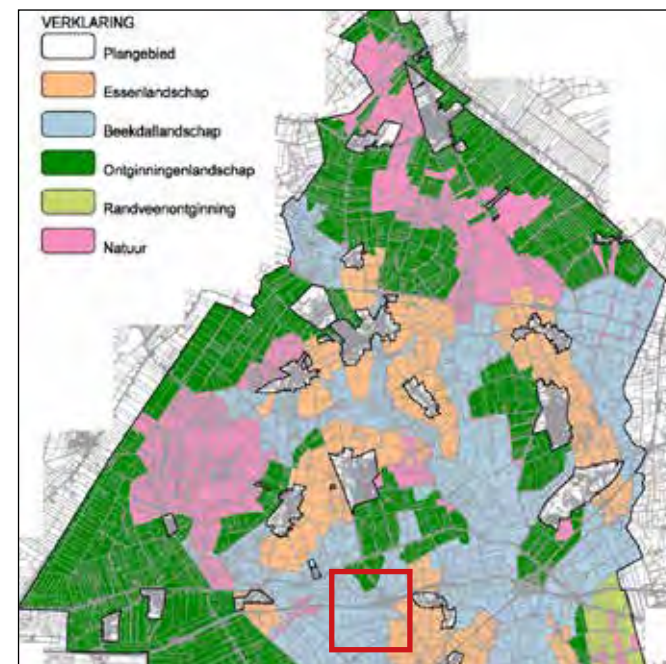 VERKLARING
Plangebied
Essenlandschap
Beekdallandschap
Ontginningenlandschap
Randveenontginning
Natuur